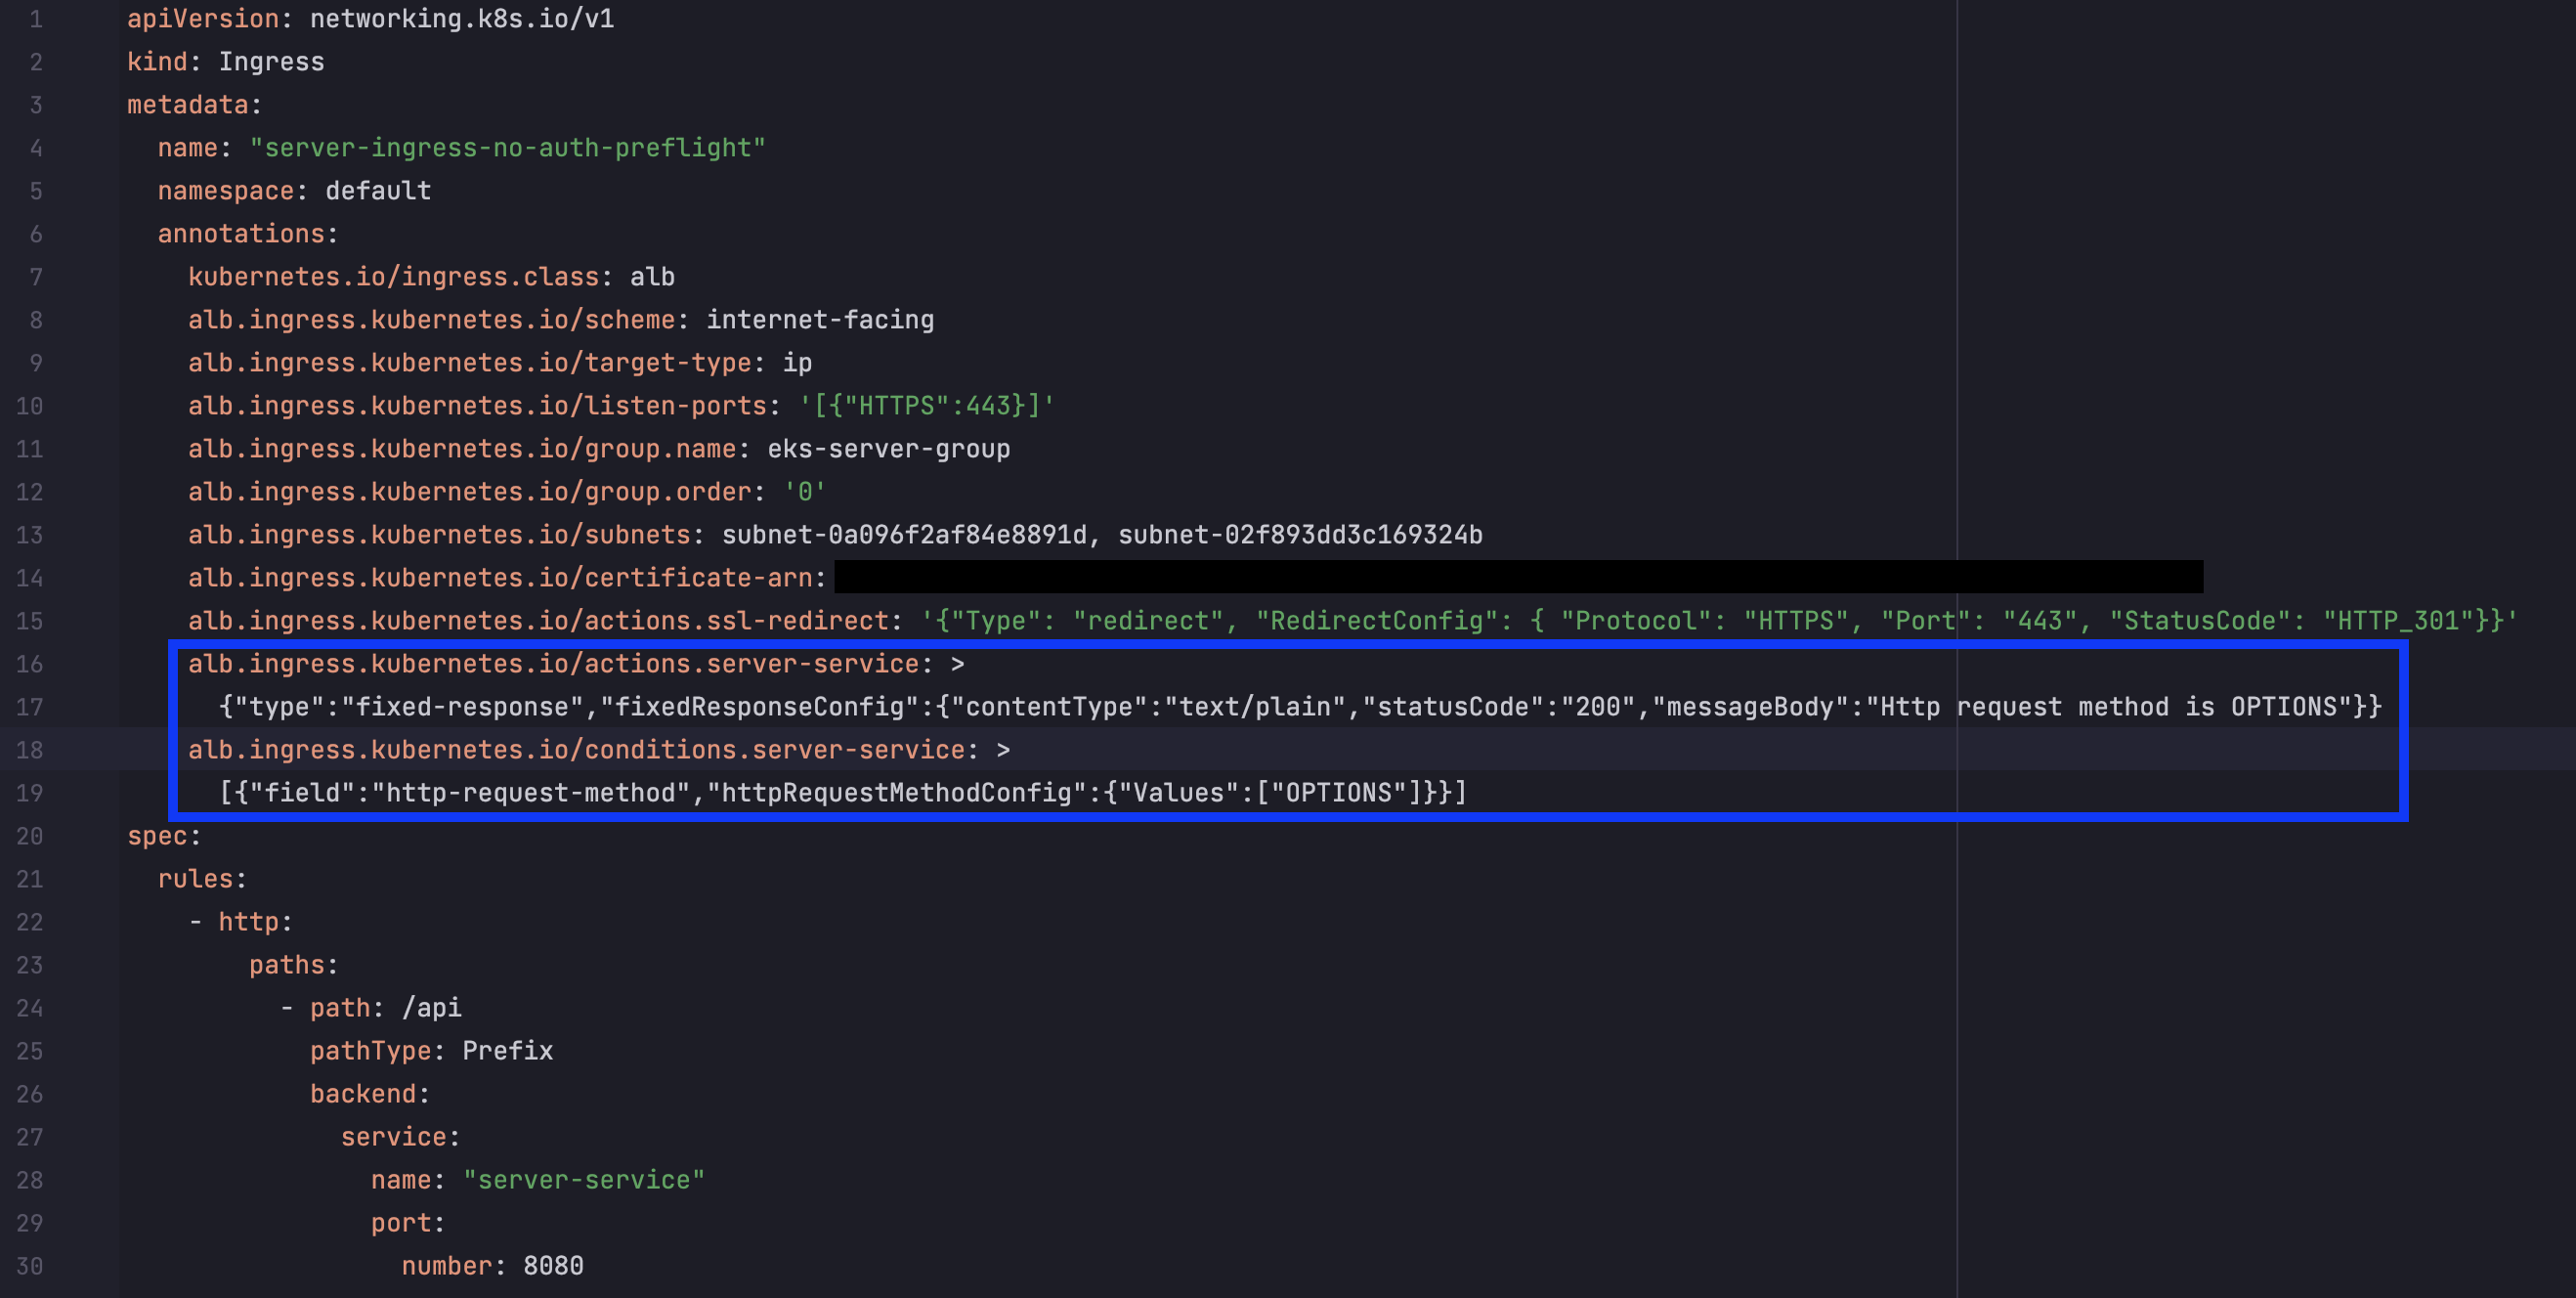 1 apiVersion: networking.k8s.io/v1
2 kind: Ingress
3 metadata:
4   name: "server-ingress-no-auth-preflight"
5   namespace: default
6   annotations:
7     kubernetes.io/ingress.class: alb
8     alb.ingress.kubernetes.io/scheme: internet-facing
9     alb.ingress.kubernetes.io/target-type: ip
10     alb.ingress.kubernetes.io/listen-ports: '[{"HTTPS":443}]'
11     alb.ingress.kubernetes.io/group.name: eks-server-group
12     alb.ingress.kubernetes.io/group.order: '0'
13     alb.ingress.kubernetes.io/subnets: subnet-0a096f2af84e8891d, subnet-02f893dd3c169324b
14     alb.ingress.kubernetes.io/certificate-arn:
15     alb.ingress.kubernetes.io/actions.ssl-redirect: '{"Type": "redirect", "RedirectConfig": { "Protocol": "HTTPS", "Port": "443", "StatusCode": "HTTP_301"}}'
16     alb.ingress.kubernetes.io/actions.server-service: >
17       {"type":"fixed-response","fixedResponseConfig":{"contentType":"text/plain","statusCode":"200","messageBody":"Http request method is OPTIONS"}}
18     alb.ingress.kubernetes.io/conditions.server-service: >
19       [{"field":"http-request-method","httpRequestMethodConfig":{"Values":["OPTIONS"]}}]
20 spec:
21   rules:
22     - http:
23         paths:
24           - path: /api
25             pathType: Prefix
26             backend:
27               service:
28                 name: "server-service"
29                 port:
30                   number: 8080